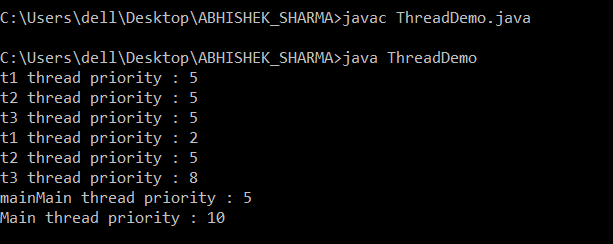 C:\Users\dell\Desktop\ABHISHEK_SHARMA>javac ThreadDemo.java
C:\Users\dell\Desktop\ABHISHEK_SHARMA>java ThreadDemo
t1 thread priority : 5
t2 thread priority : 5
t3 thread priority : 5
t1 thread priority : 2
t2 thread priority : 5
t3 thread priority : 8
mainMain thread priority : 5
Main thread priority : 10